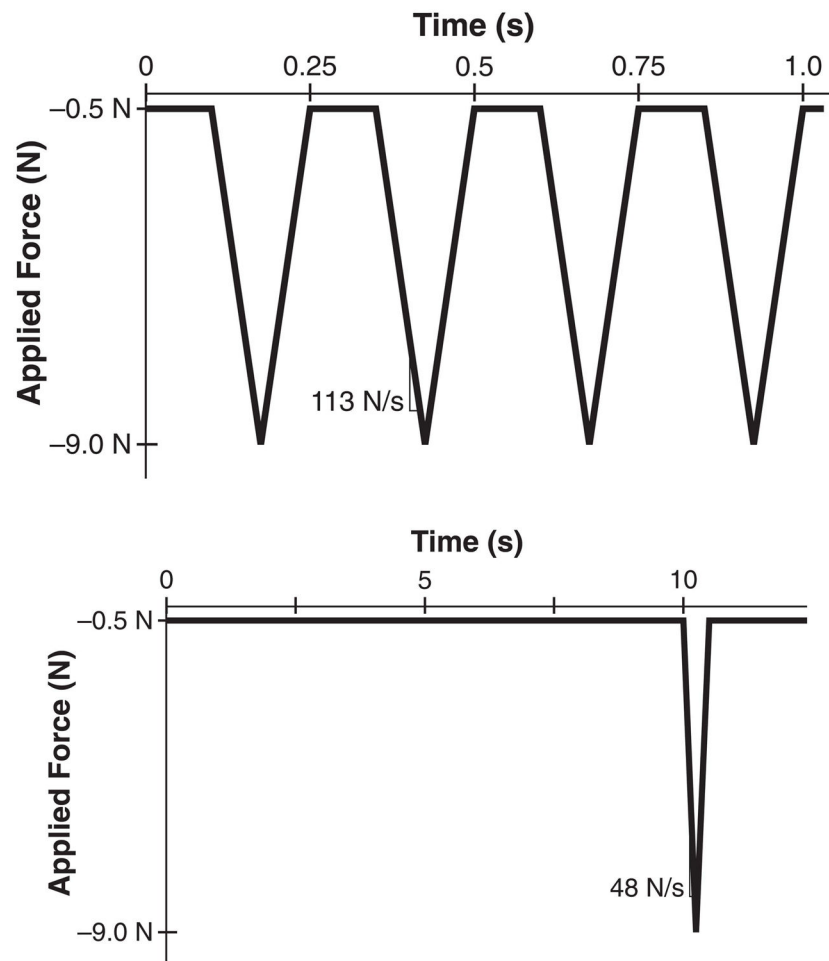 Time (s)
0 0.25 0.5 0.75 1.0
–0.5 N
Applied Force (N)
113 N/s
–9.0 N
Time (s)
0 5 10
–0.5 N
Applied Force (N)
48 N/s
–9.0 N